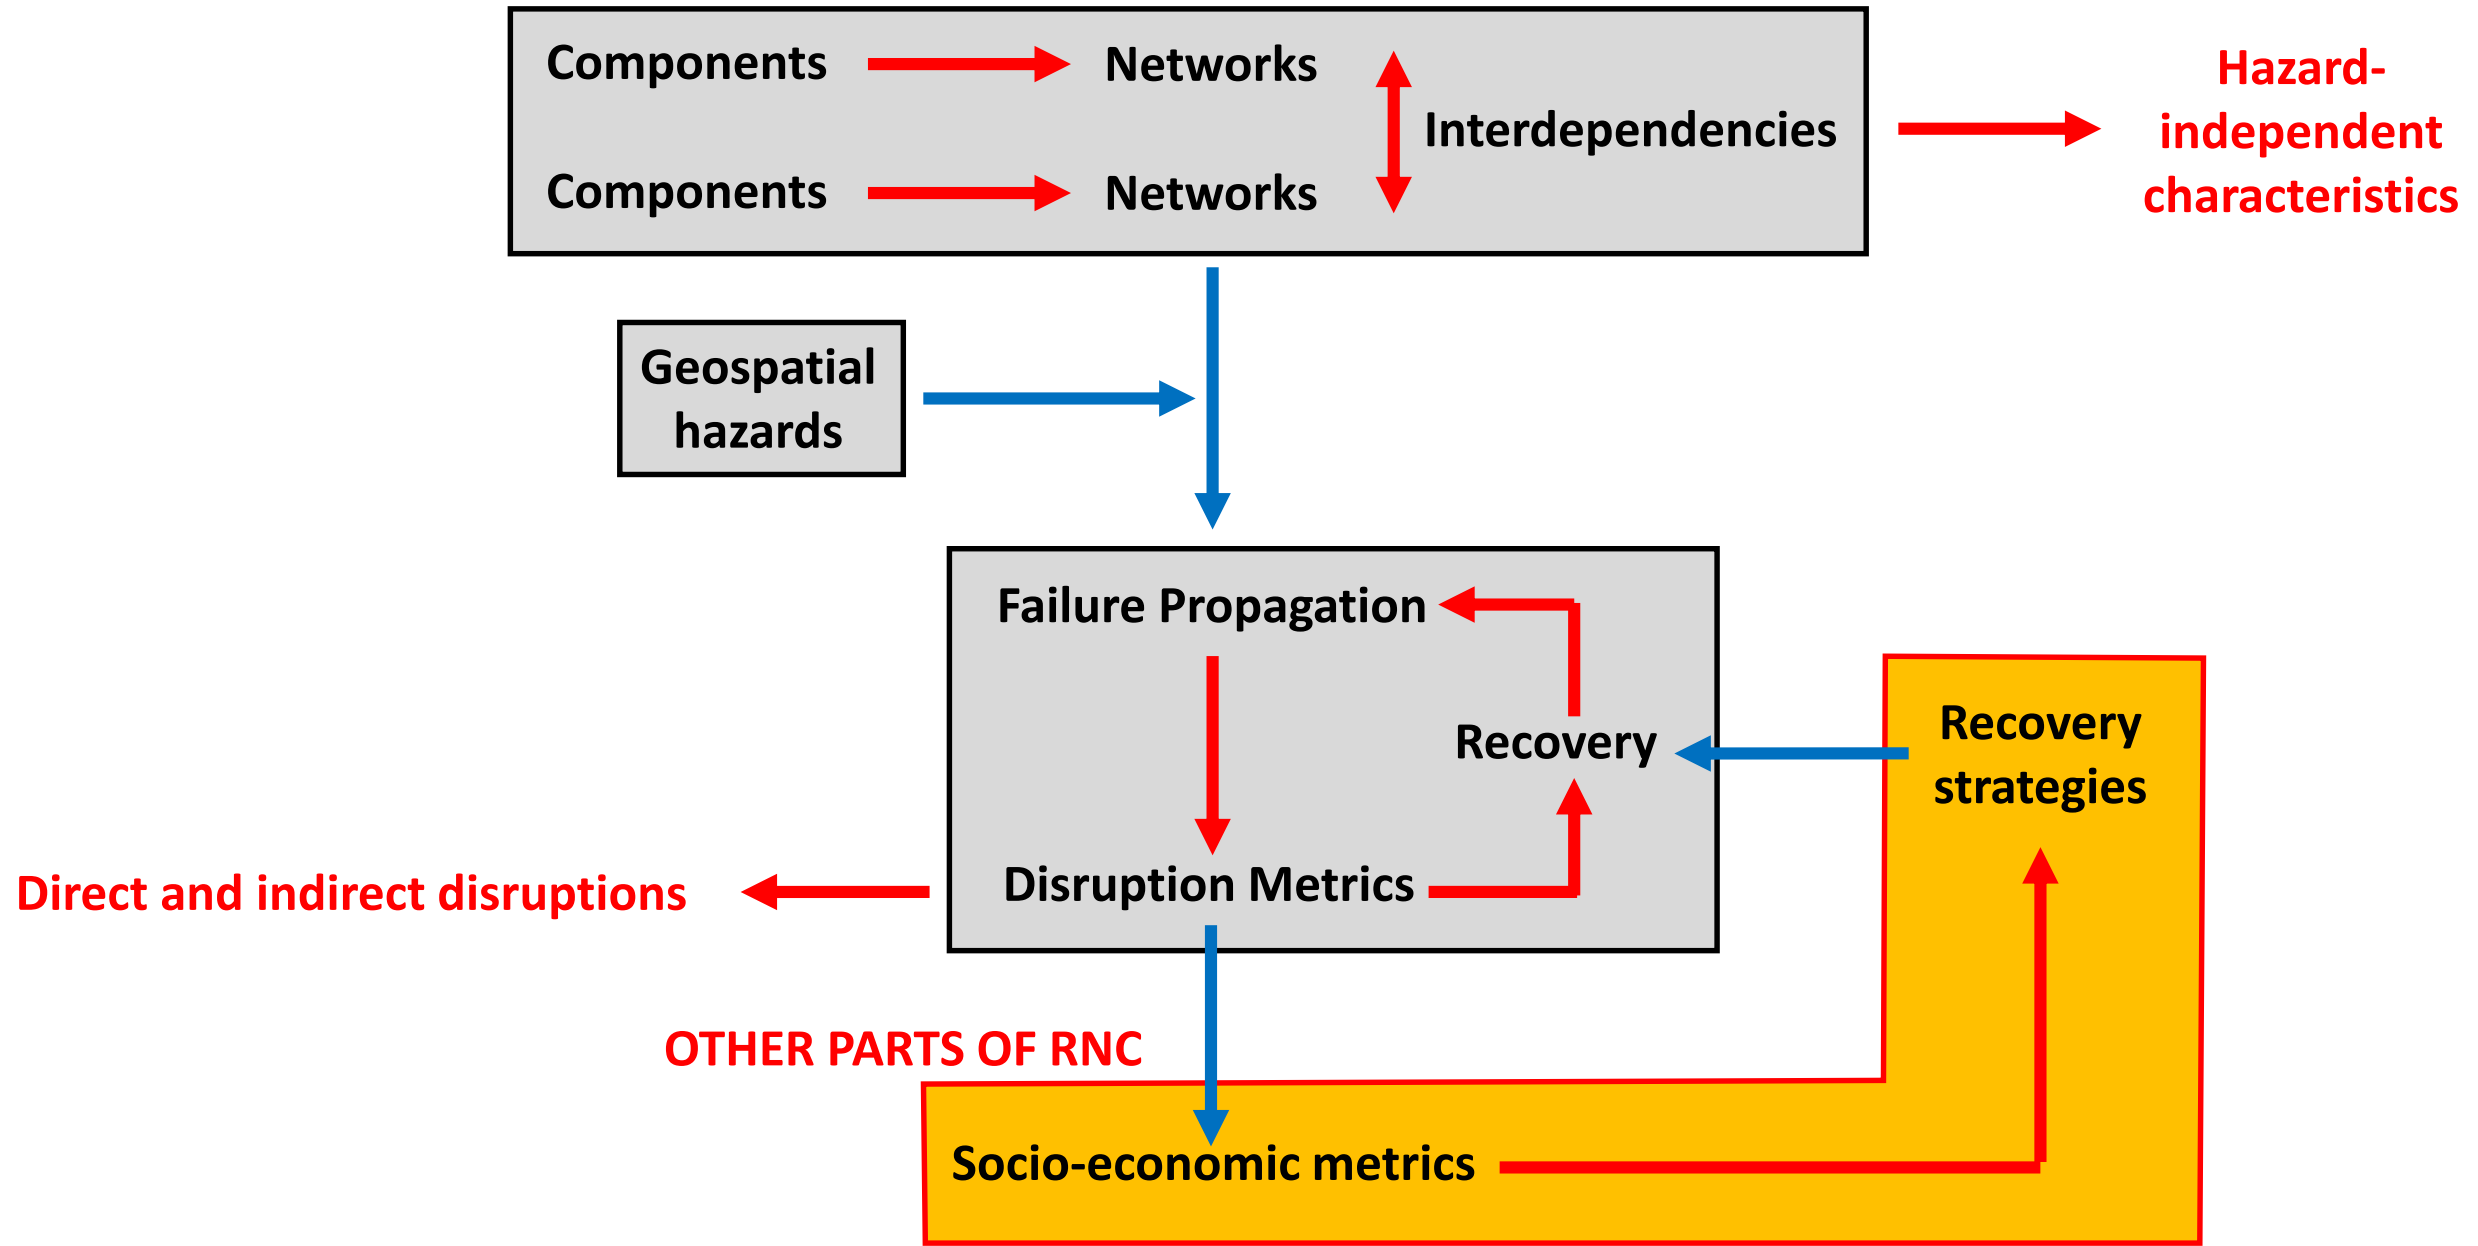 Components
Networks
Interdependencies
Components
Networks
Hazard-
independent
characteristics
Geospatial
hazards
Failure Propagation
Recovery
Disruption Metrics
Recovery
strategies
Direct and indirect disruptions
OTHER PARTS OF RNC
Socio-economic metrics